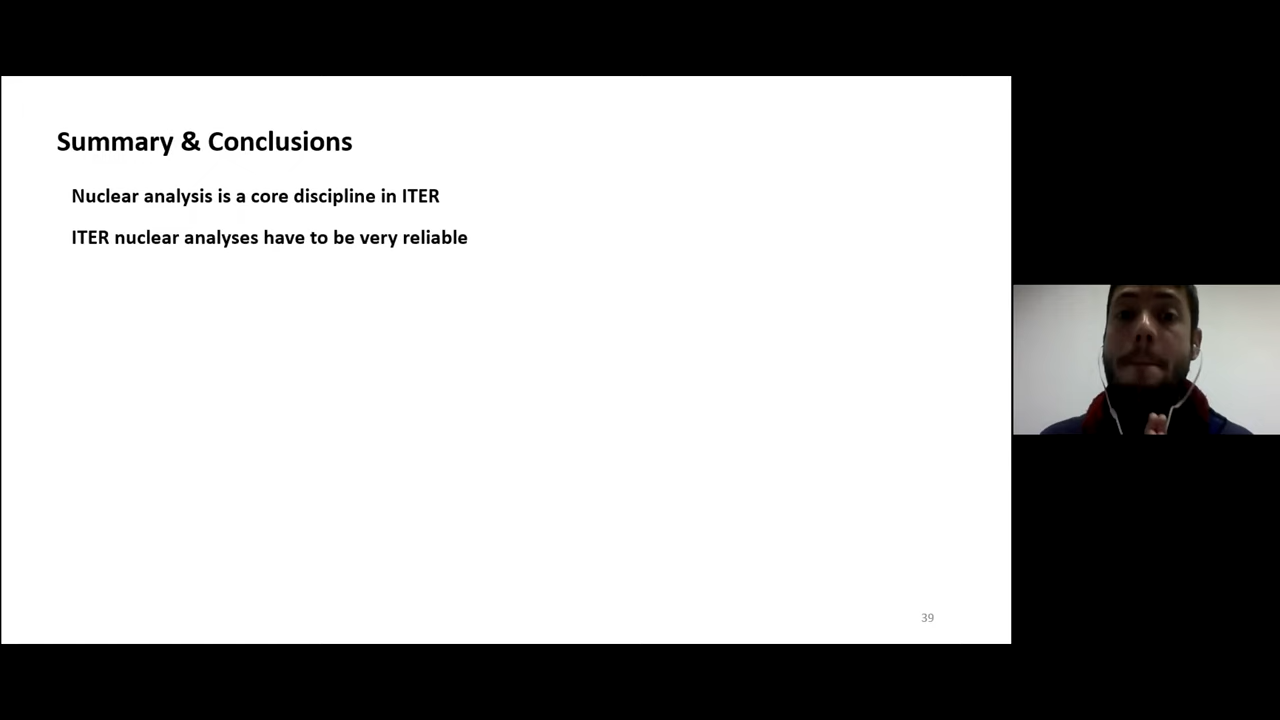 Summary & Conclusions
Nuclear analysis is a core discipline in ITER
ITER nuclear analyses have to be very reliable
39